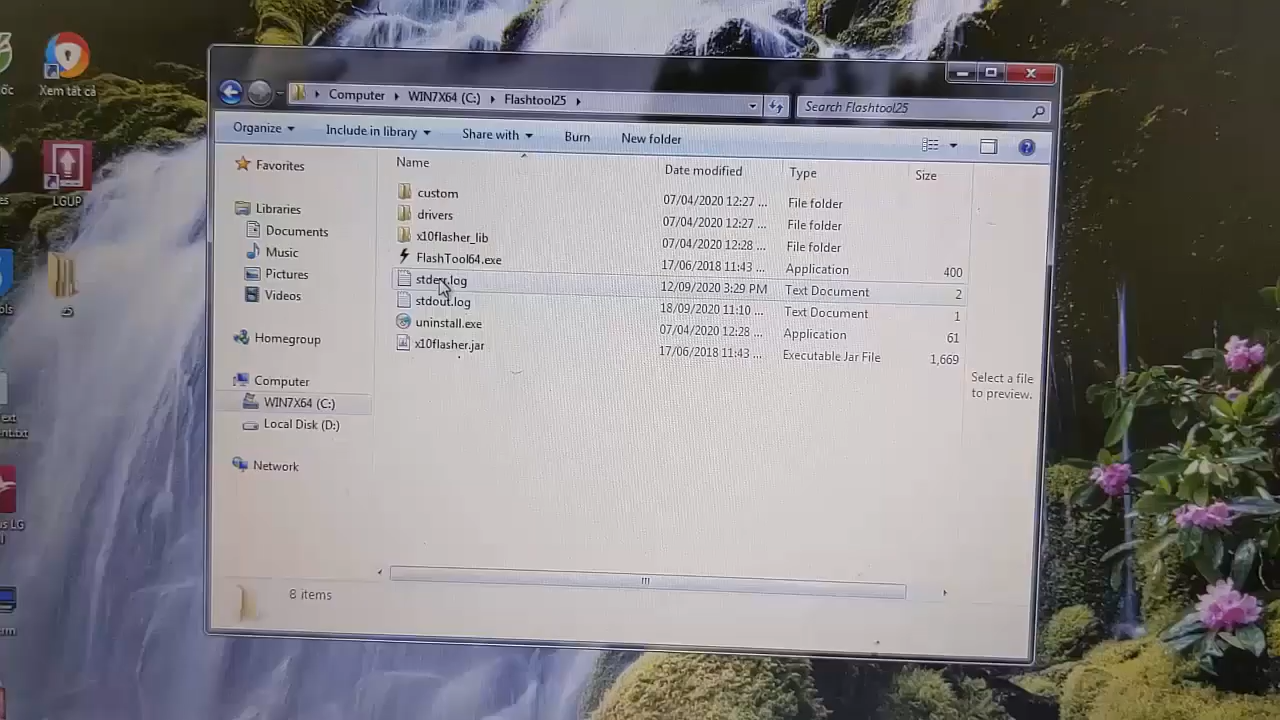 ốc
Xem tất cả
LGUP
ent.txt
LG
Computer
WIN7X64 (C:)
Flashtool25
Search Flashtool25
Organize
Include in library
Share with
Burn
New folder
Name
Date modified
Type
Size
Favorites
Libraries
Documents
Music
Pictures
Videos
Homegroup
Computer
WIN7X64 (C:)
Local Disk (D:)
Network
custom 07/04/2020 12:27 ... File folder
drivers 07/04/2020 12:27 ... File folder
x10flasher_lib 07/04/2020 12:28 ... File folder
FlashTool64.exe 17/06/2018 11:43 ... Application 400
stderr.log 12/09/2020 3:29 PM Text Document 2
stdout.log 18/09/2020 11:10 ... Text Document 1
uninstall.exe 07/04/2020 12:28 ... Application 61
x10flasher.jar 17/06/2018 11:43 ... Executable Jar File 1,669
Select a file
to preview.
8 items